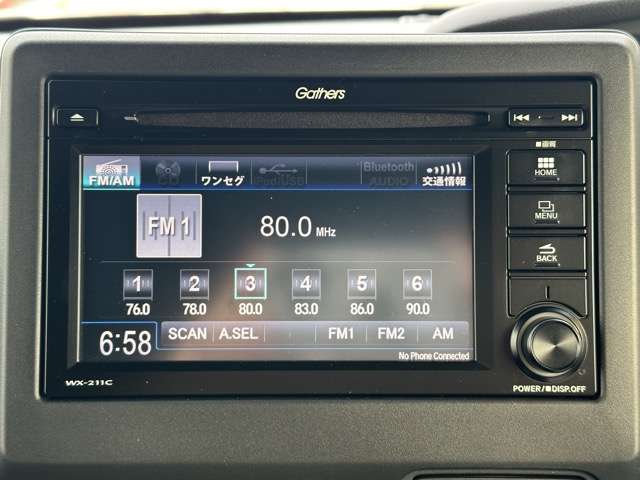 Gathers
■画質
FM/AM CD ワンセグ iPod/USB Bluetooth AUDIO 交通情報
HOME
FM 1 80.0 MHz
MENU
BACK
1 2 3 4 5 6
76.0 78.0 80.0 83.0 86.0 90.0
6:58 SCAN A.SEL FM1 FM2 AM
No Phone Connected
WX-211C
POWER/■DISP.OFF